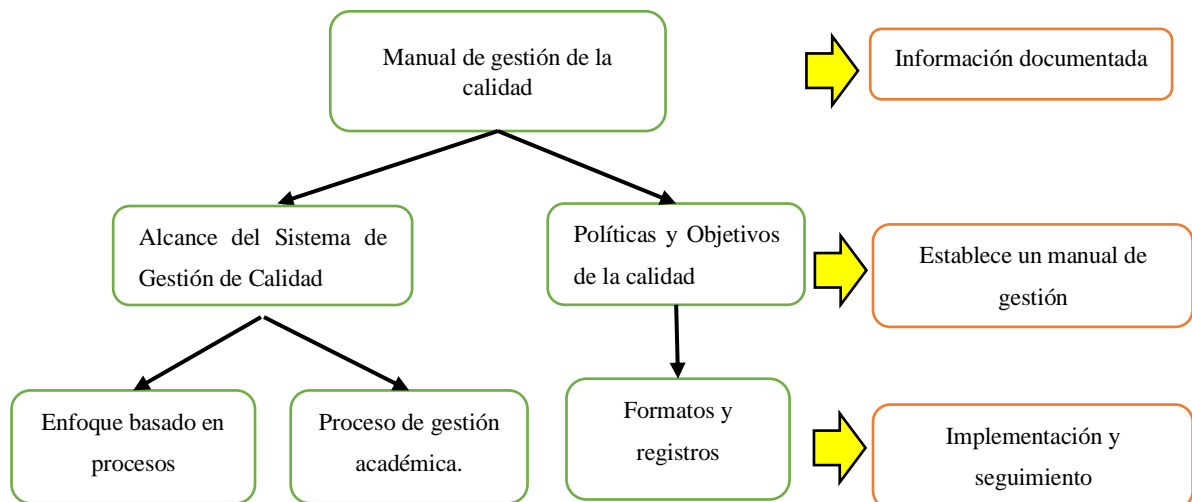 Manual de gestión de la
calidad
Información documentada
Alcance del Sistema de
Gestión de Calidad
Políticas y Objetivos
de la calidad
Establece un manual de
gestión
Enfoque basado en
procesos
Proceso de gestión
académica.
Formatos y
registros
Implementación y
seguimiento